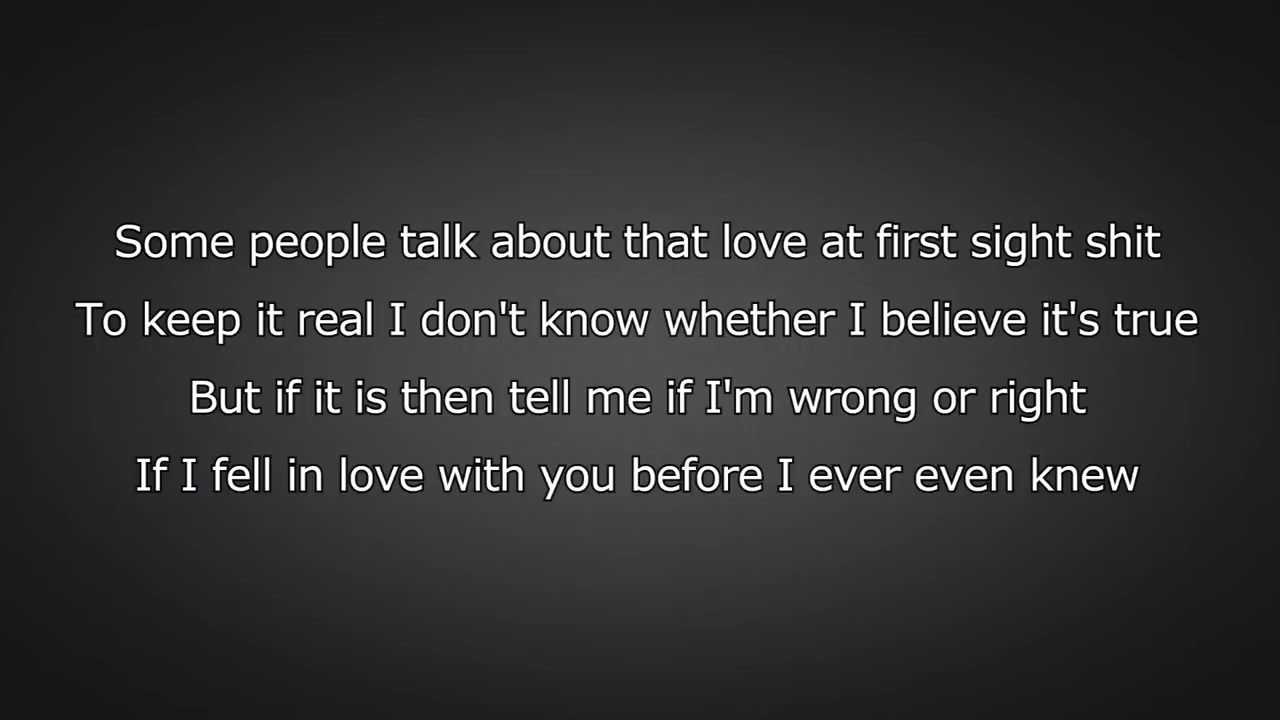 Some people talk about that love at first sight shit
To keep it real I don't know whether I believe it's true
But if it is then tell me if I'm wrong or right
If I fell in love with you before I ever even knew